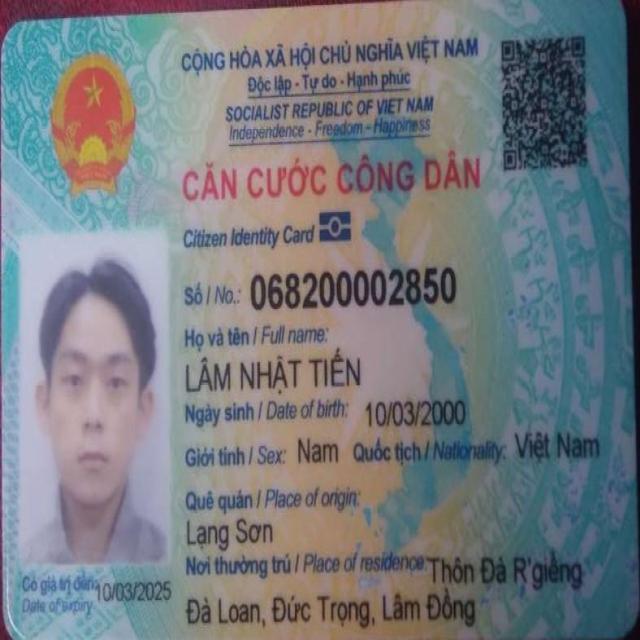 CỘNG HÒA XÃ HỘI CHỦ NGHĨA VIỆT NAM
Độc lập - Tự do - Hạnh phúc
SOCIALIST REPUBLIC OF VIET NAM
Independence - Freedom - Happiness
CĂN CƯỚC CÔNG DÂN
Citizen Identity Card
Số / No.: 068200002850
Họ và tên / Full name:
LÂM NHẬT TIẾN
Ngày sinh / Date of birth: 10/03/2000
Giới tính / Sex: Nam Quốc tịch / Nationality: Việt Nam
Quê quán / Place of origin:
Lạng Sơn
Nơi thường trú / Place of residence: Thôn Đà R'giềng
Đà Loan, Đức Trọng, Lâm Đồng
Có giá trị đến: 10/03/2025
Date of expiry